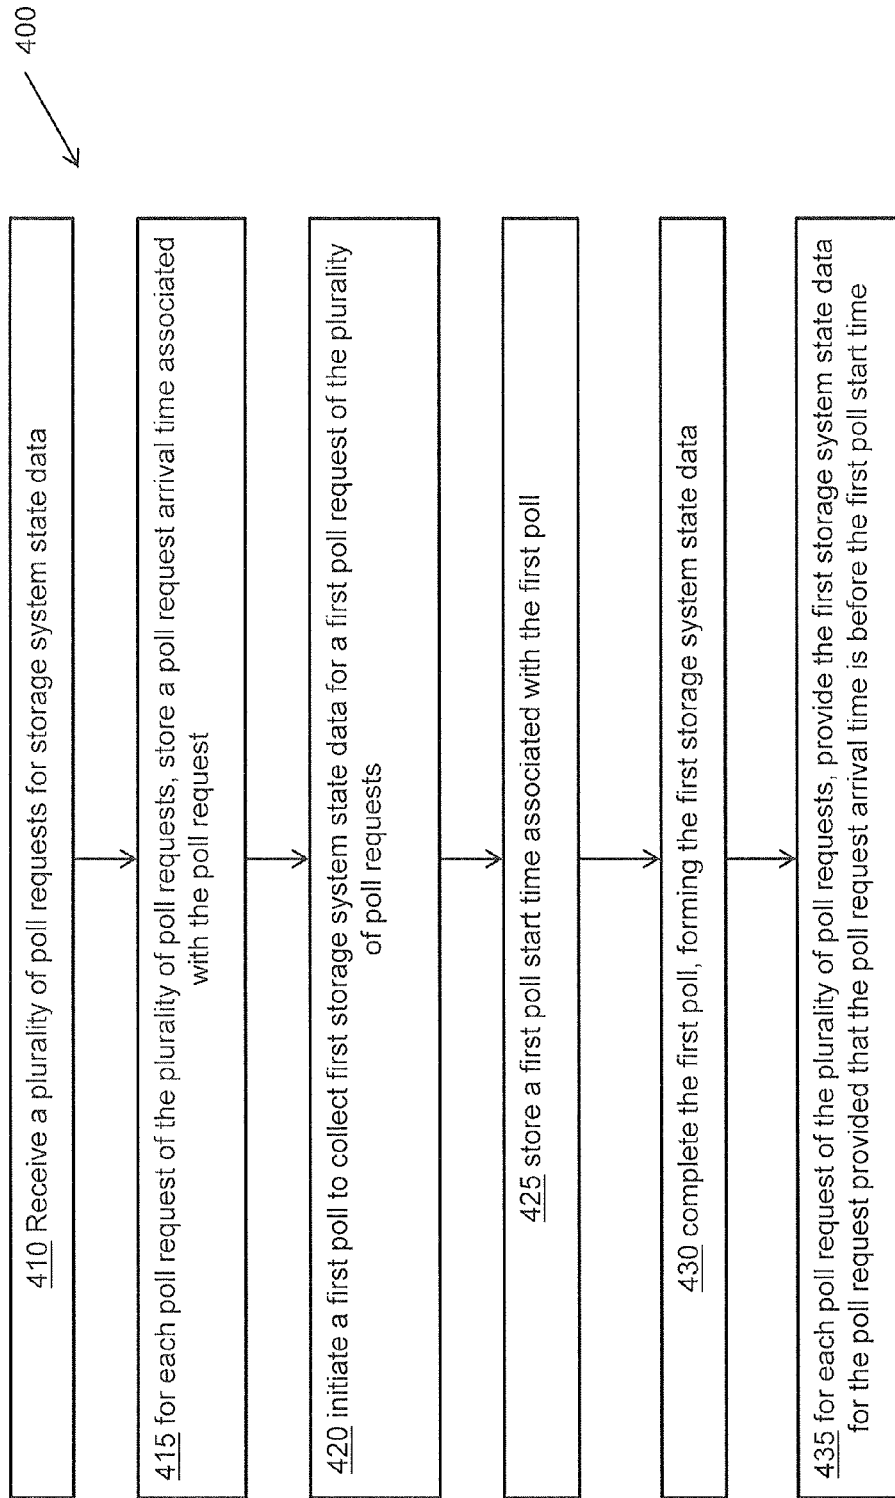 400
410 Receive a plurality of poll requests for storage system state data
415 for each poll request of the plurality of poll requests, store a poll request arrival time associated
with the poll request
420 initiate a first poll to collect first storage system state data for a first poll request of the plurality
of poll requests
425 store a first poll start time associated with the first poll
430 complete the first poll, forming the first storage system state data
435 for each poll request of the plurality of poll requests, provide the first storage system state data
for the poll request provided that the poll request arrival time is before the first poll start time